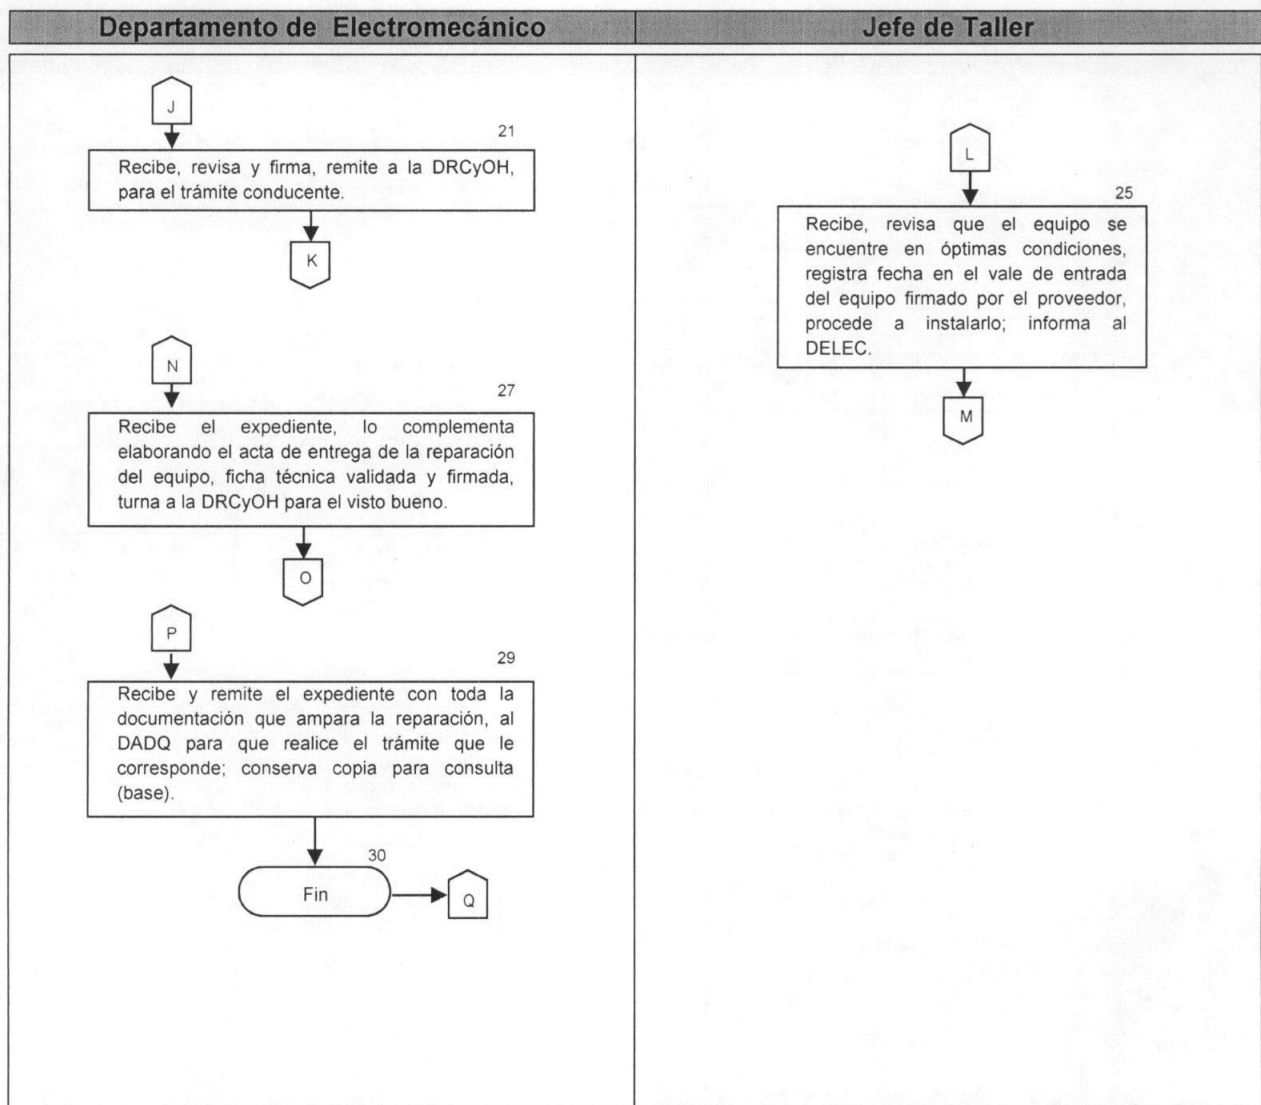 Departamento de Electromecánico
Jefe de Taller
J
21
Recibe, revisa y firma, remite a la DRCyOH,
para el trámite conducente.
K
N
27
Recibe el expediente, lo complementa
elaborando el acta de entrega de la reparación
del equipo, ficha técnica validada y firmada,
turna a la DRCyOH para el visto bueno.
O
P
29
Recibe y remite el expediente con toda la
documentación que ampara la reparación, al
DADQ para que realice el trámite que le
corresponde; conserva copia para consulta
(base).
30
Fin
Q
L
25
Recibe, revisa que el equipo se
encuentre en óptimas condiciones,
registra fecha en el vale de entrada
del equipo firmado por el proveedor,
procede a instalarlo; informa al
DELEC.
M